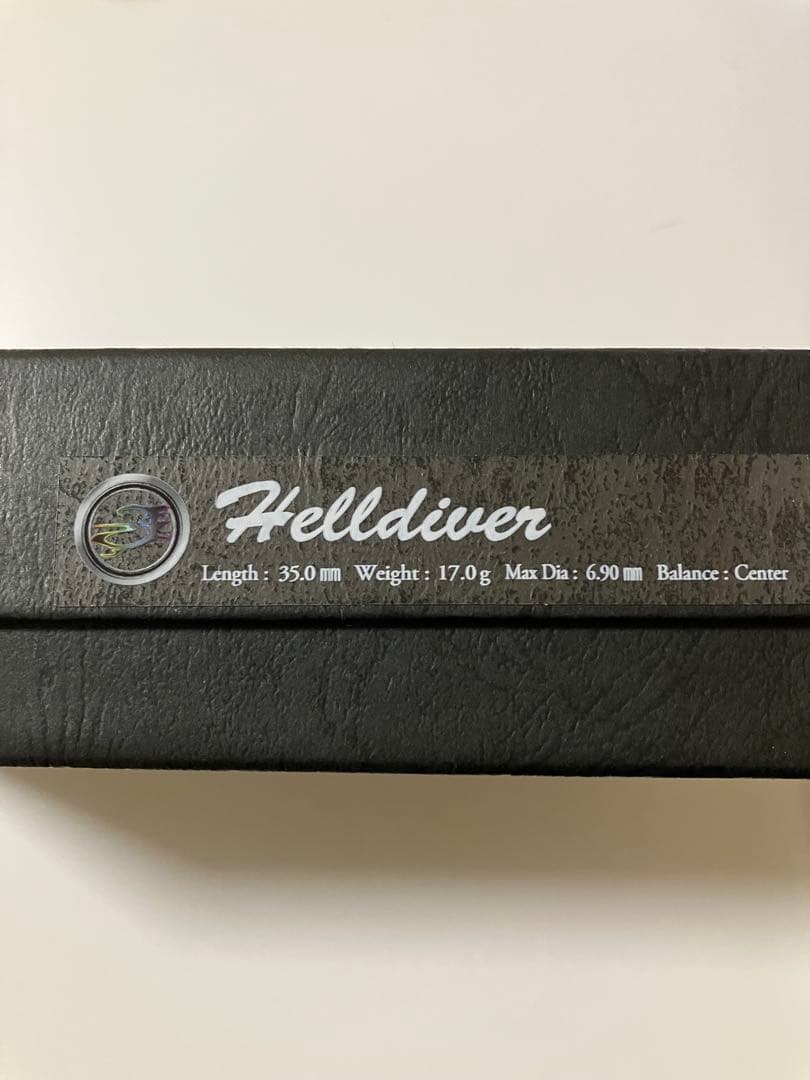 Helldiver
Length : 35.0 ㎜ Weight : 17.0 g Max Dia : 6.90 ㎜ Balance : Center